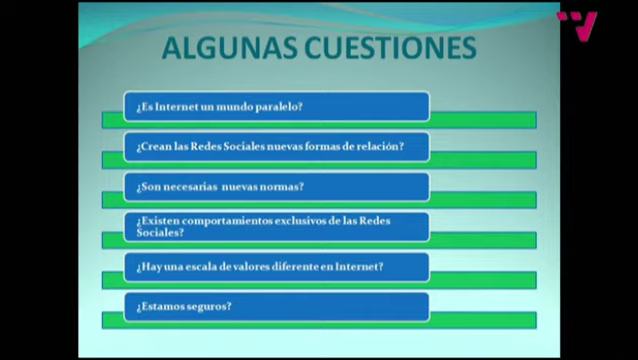 ALGUNAS CUESTIONES
¿Es Internet un mundo paralelo?
¿Crean las Redes Sociales nuevas formas de relación?
¿Son necesarias nuevas normas?
¿Existen comportamientos exclusivos de las Redes
Sociales?
¿Hay una escala de valores diferente en Internet?
¿Estamos seguros?